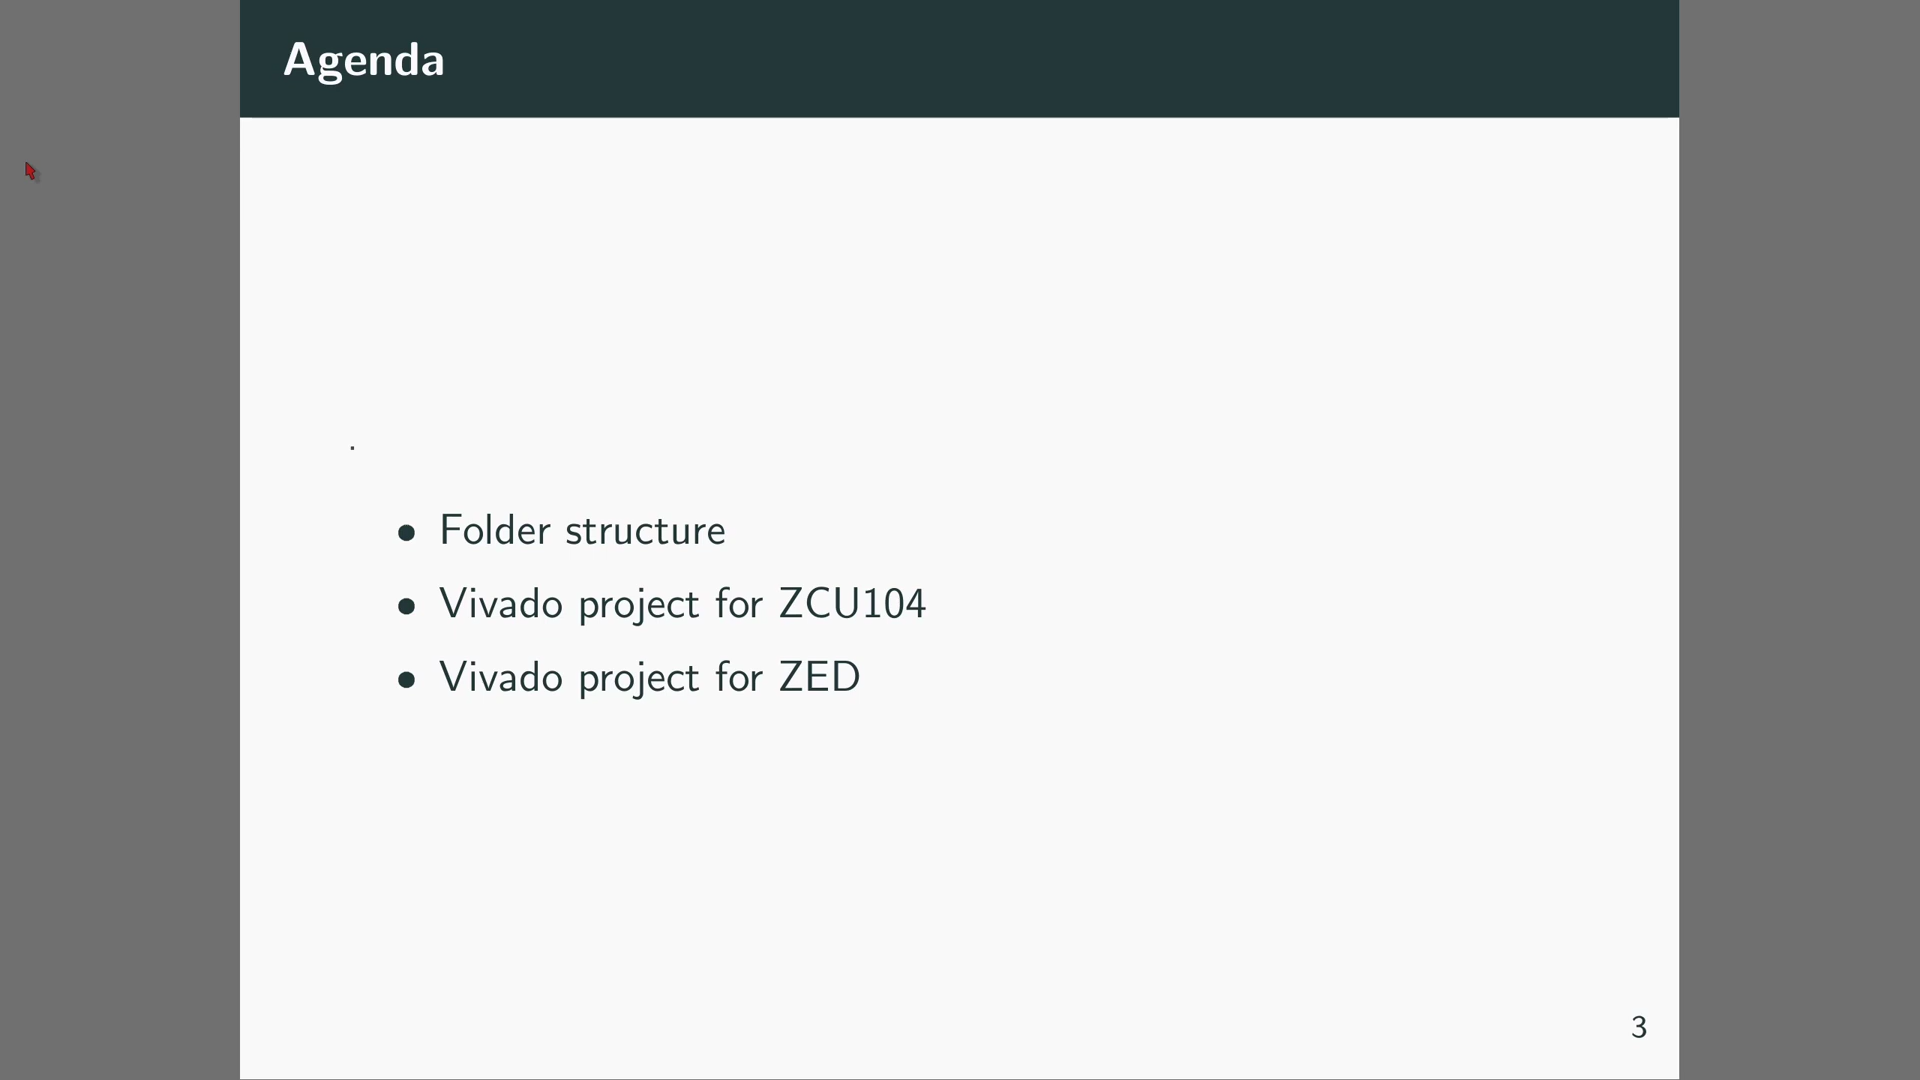 Agenda
.
• Folder structure
• Vivado project for ZCU104
• Vivado project for ZED
3